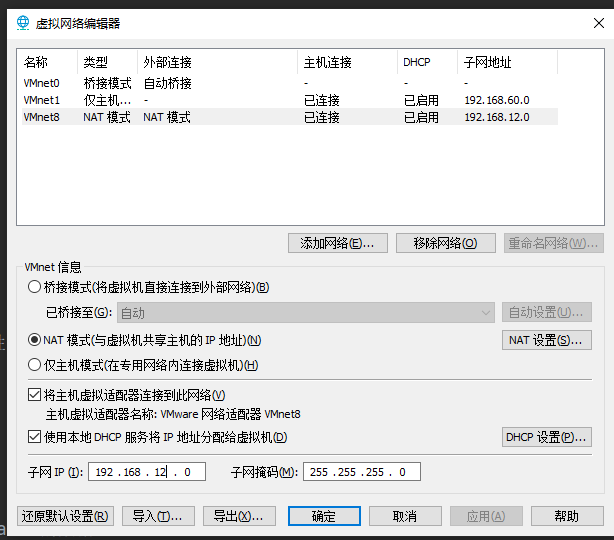 虚拟网络编辑器
名称 类型 外部连接 主机连接 DHCP 子网地址
VMnet0 桥接模式 自动桥接 - - -
VMnet1 仅主机... - 已连接 已启用 192.168.60.0
VMnet8 NAT 模式 NAT 模式 已连接 已启用 192.168.12.0
添加网络(E)... 移除网络(O) 重命名网络(W)...
VMnet 信息
桥接模式(将虚拟机直接连接到外部网络)(B)
已桥接至(G): 自动 自动设置(U)...
NAT 模式(与虚拟机共享主机的 IP 地址)(N) NAT 设置(S)...
仅主机模式(在专用网络内连接虚拟机)(H)
将主机虚拟适配器连接到此网络(V)
主机虚拟适配器名称: VMware 网络适配器 VMnet8
使用本地 DHCP 服务将 IP 地址分配给虚拟机(D) DHCP 设置(P)...
子网 IP (I): 192 . 168 . 12 . 0 子网掩码(M): 255 . 255 . 255 . 0
还原默认设置(R) 导入(T)... 导出(X)... 确定 取消 应用(A) 帮助